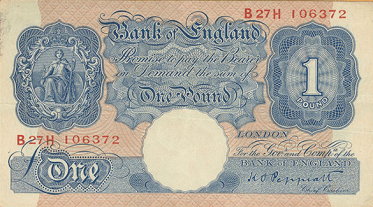 B27H 106372
Bank of England
Promise to pay the Bearer
on Demand the sum of
One Pound
1
POUND
B27H 106372
LONDON
For the Gov.r and Comp.a of the
BANK OF ENGLAND
£One
K.O. Peppiatt
Chief Cashier